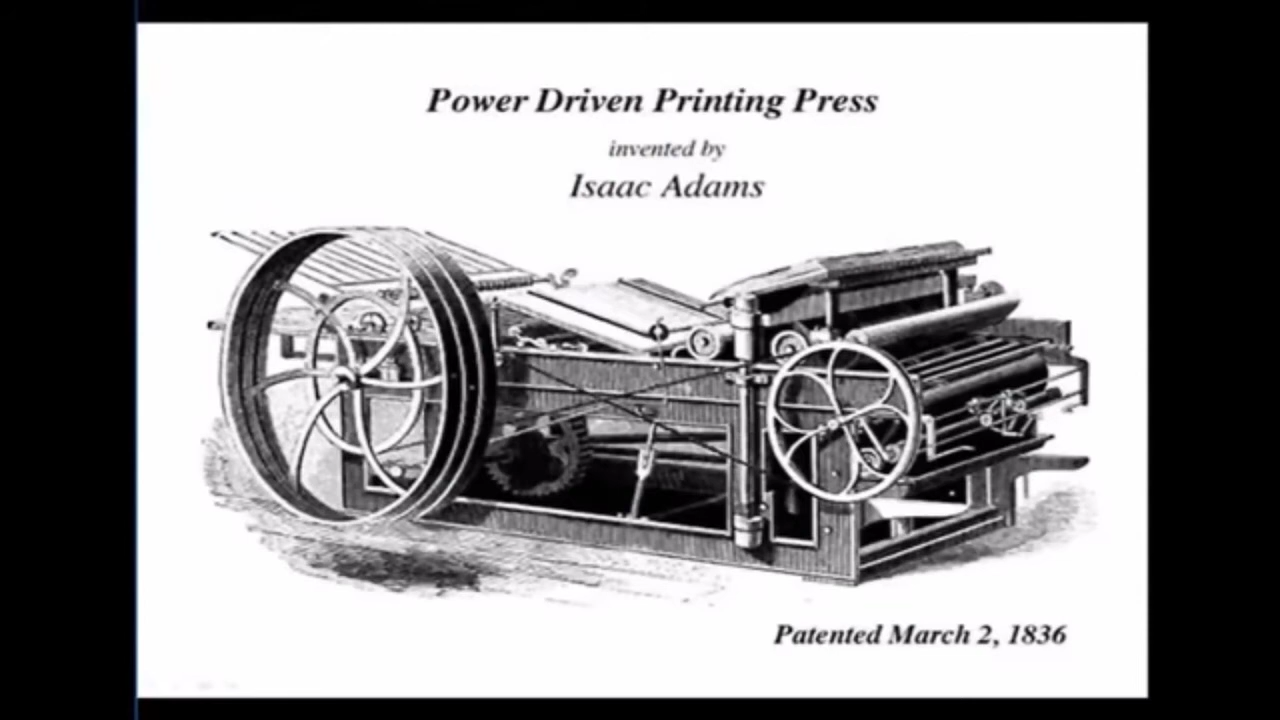 Power Driven Printing Press
invented by
Isaac Adams
Patented March 2, 1836